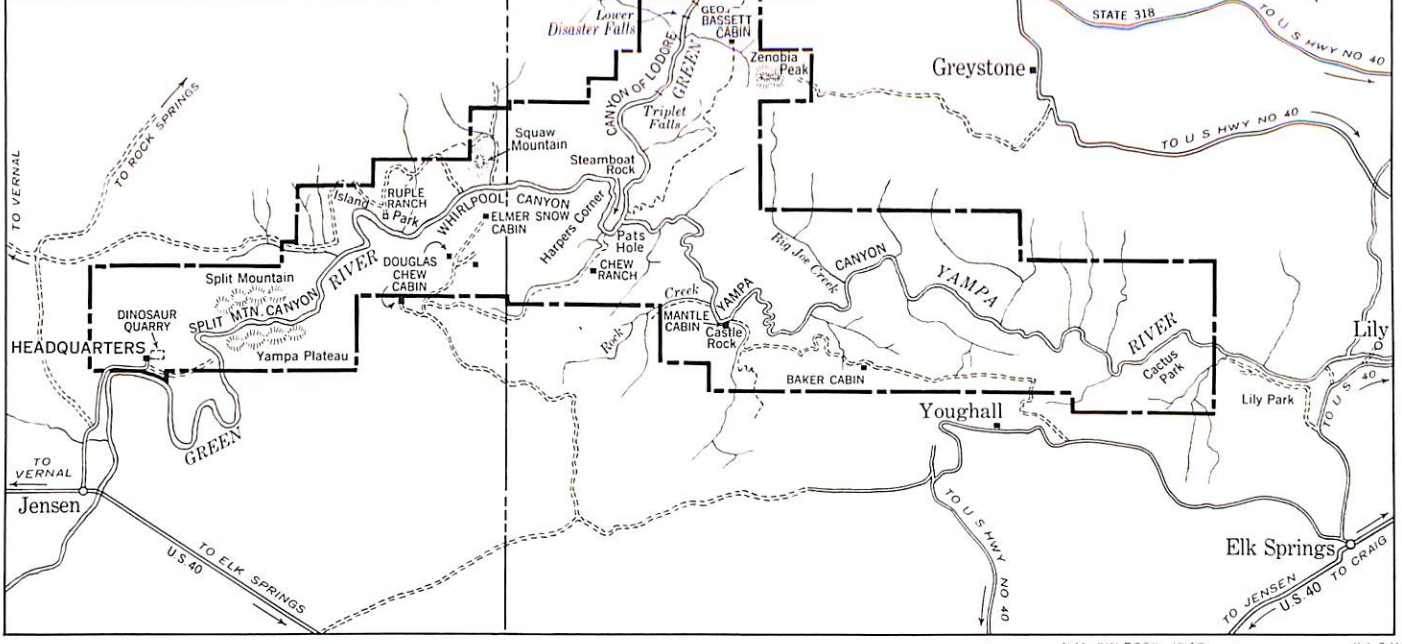 Lower
Disaster Falls
GEO.
BASSETT
CABIN
STATE 318
TO U S HWY NO 40
Zenobia
Peak
Greystone
CANYON OF LODORE
GREEN
TO ROCK SPRINGS
Triplet
Falls
TO U S HWY NO 40
Squaw
Mountain
TO VERNAL
Steamboat
Rock
RUPLE
RANCH
Island
Park
WHIRLPOOL CANYON
ELMER SNOW
CABIN
Harpers Corner
Pats
Hole
CHEW
RANCH
Big Joe Creek
CANYON
YAMPA
Split Mountain
RIVER
DOUGLAS
CHEW
CABIN
Creek
YAMPA
MANTLE
CABIN
Castle
Rock
Rock
DINOSAUR
QUARRY
SPLIT MTN. CANYON
HEADQUARTERS
Yampa Plateau
RIVER
Cactus
Park
Lily
BAKER CABIN
Lily Park
TO U S 40
Youghall
GREEN
TO
VERNAL
Jensen
TO ELK SPRINGS
U.S. 40
TO U S HWY NO 40
Elk Springs
TO JENSEN
U.S. 40
TO CRAIG